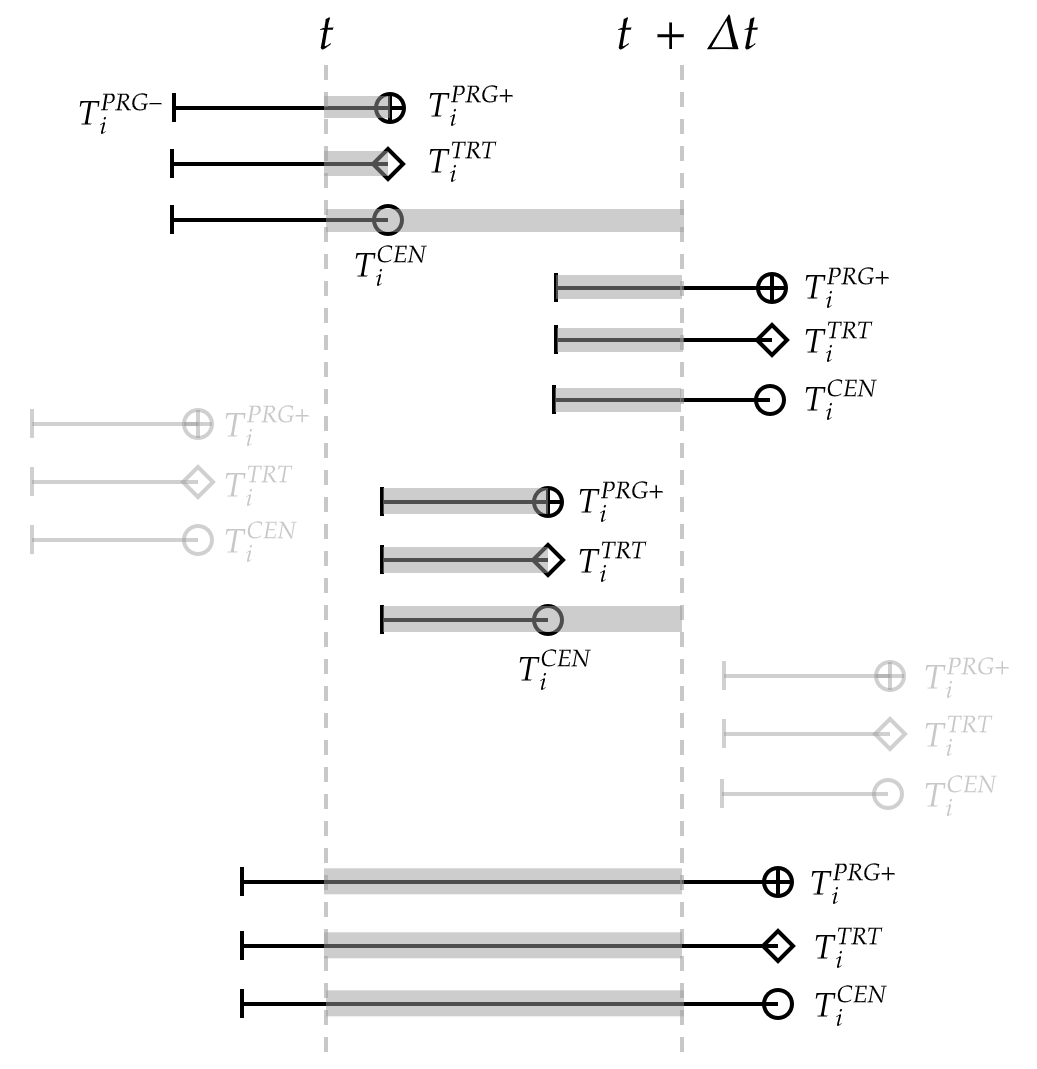 t
t + Δt
T_i^{PRG−}
T_i^{PRG+}
T_i^{TRT}
T_i^{CEN}
T_i^{PRG+}
T_i^{TRT}
T_i^{CEN}
T_i^{PRG+}
T_i^{TRT}
T_i^{CEN}
T_i^{PRG+}
T_i^{TRT}
T_i^{CEN}
T_i^{PRG+}
T_i^{TRT}
T_i^{CEN}
T_i^{PRG+}
T_i^{TRT}
T_i^{CEN}